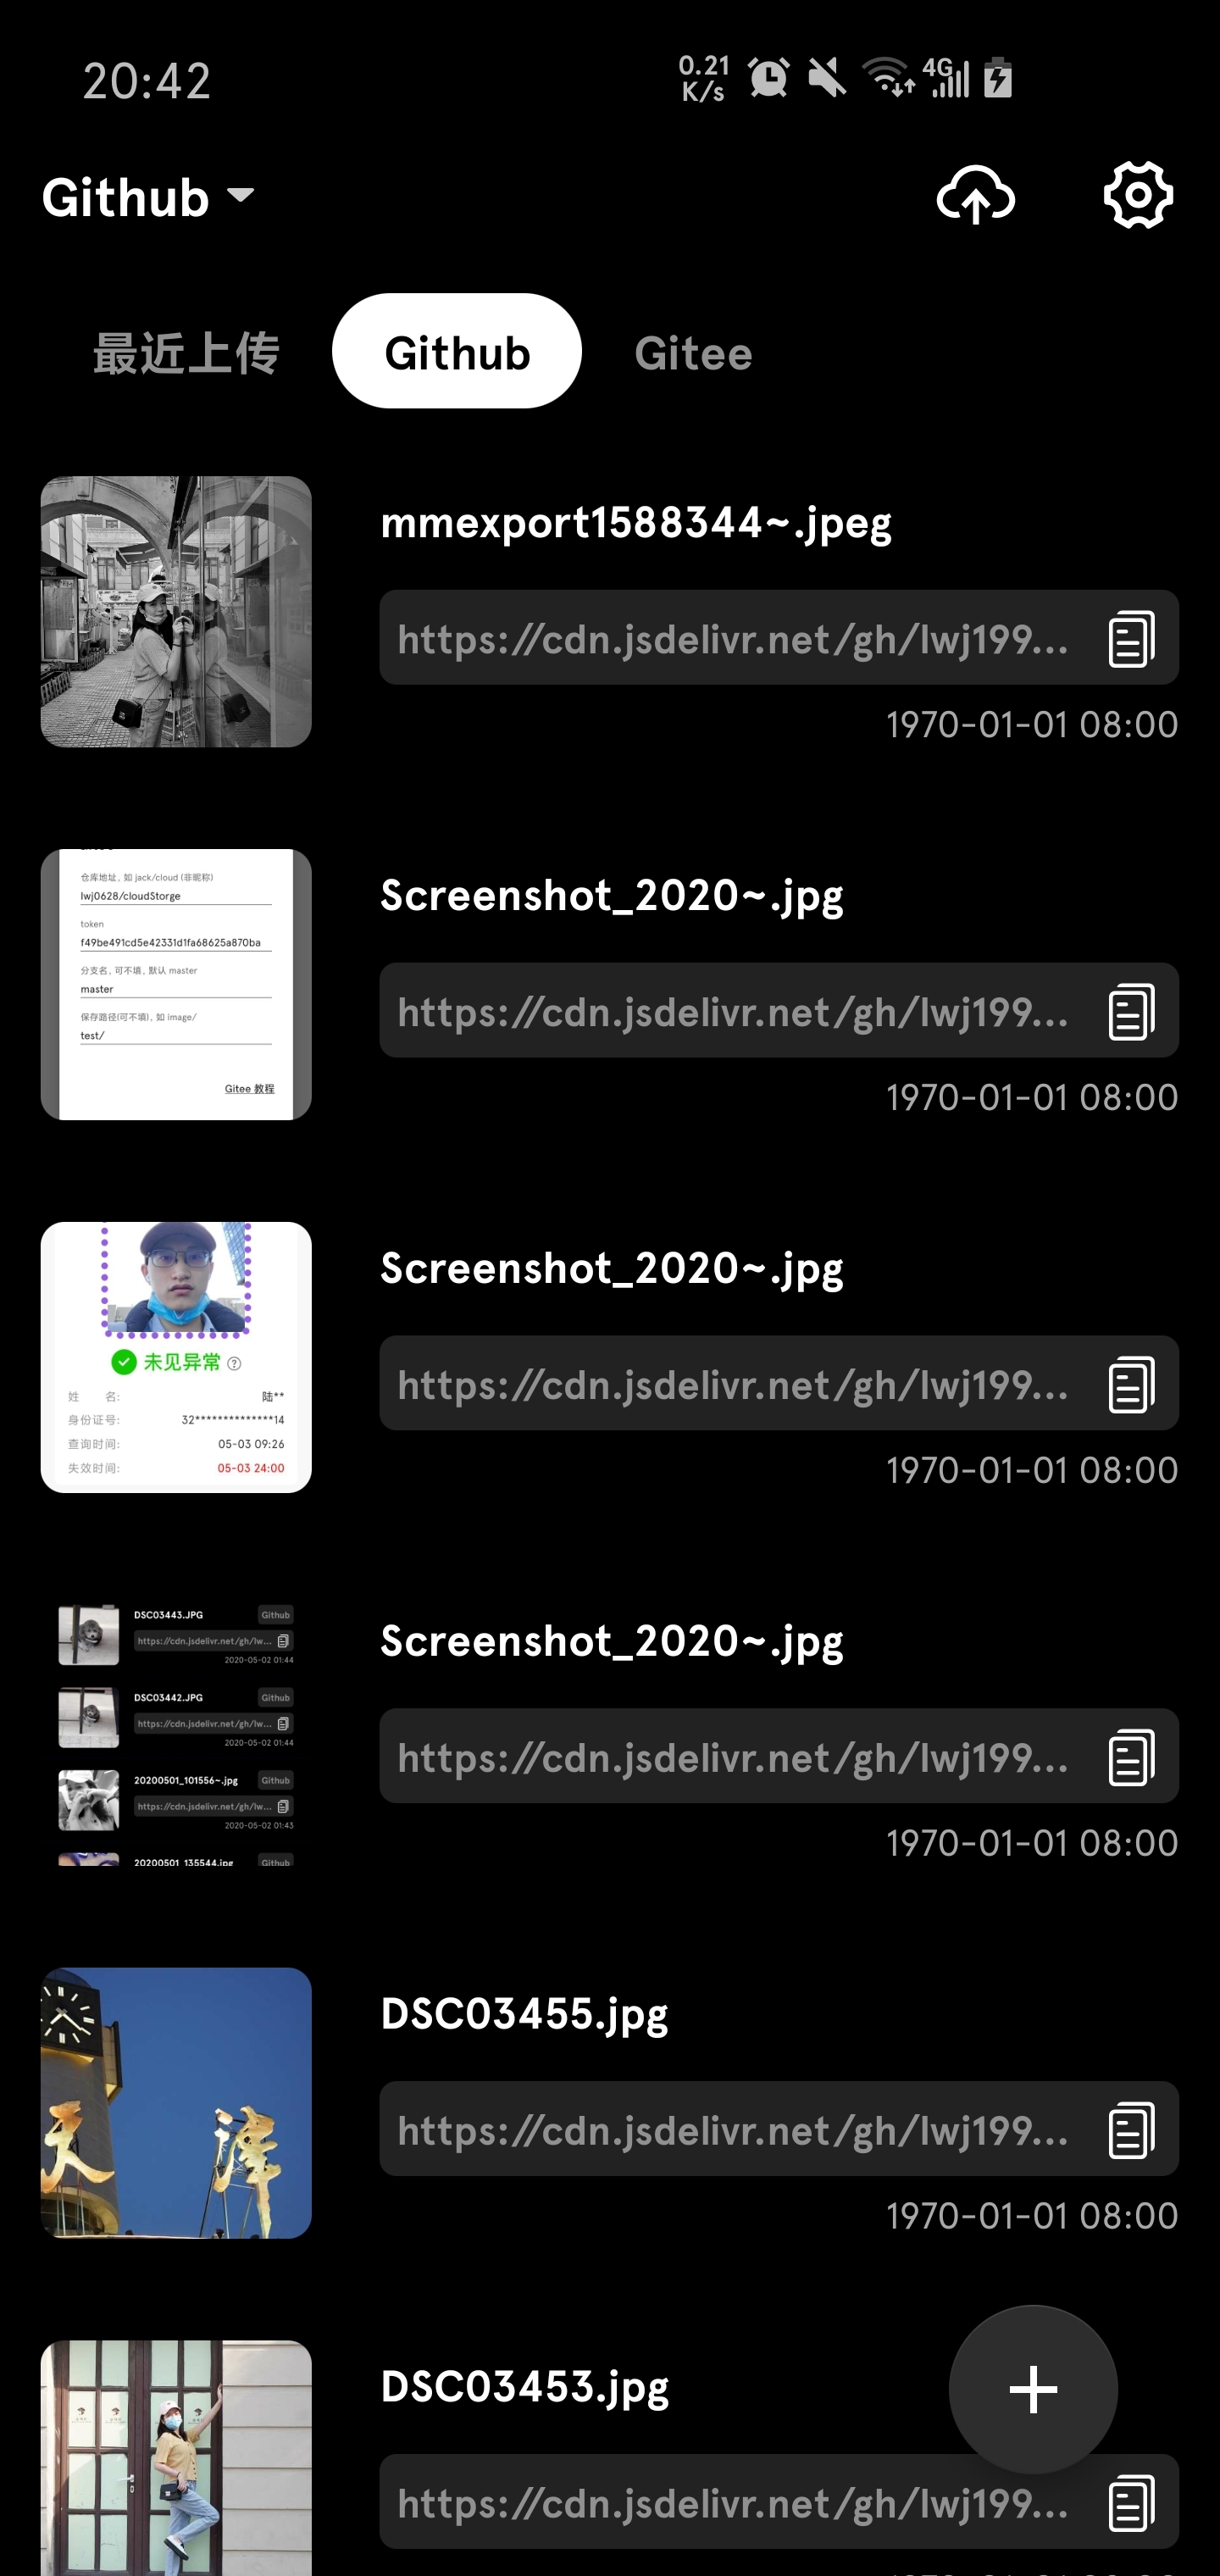 20:42
0.21
K/s
4G
Github
最近上传
Github
Gitee
mmexport1588344~.jpeg
https://cdn.jsdelivr.net/gh/lwj199...
1970-01-01 08:00
仓库地址, 如 jack/cloud (非昵称)
lwj0628/cloudStorge
token
f49be491cd5e42331d1fa68625a870ba
分支名, 可不填, 默认 master
master
保存路径(可不填), 如 image/
test/
Gitee 教程
Screenshot_2020~.jpg
https://cdn.jsdelivr.net/gh/lwj199...
1970-01-01 08:00
未见异常
姓 名: 陆**
身份证号: 32**************14
查询时间: 05-03 09:26
失效时间: 05-03 24:00
Screenshot_2020~.jpg
https://cdn.jsdelivr.net/gh/lwj199...
1970-01-01 08:00
DSC03443.JPG Github
https://cdn.jsdelivr.net/gh/lw...
2020-05-02 01:44
DSC03442.JPG Github
https://cdn.jsdelivr.net/gh/lw...
2020-05-02 01:44
20200501_101556~.jpg Github
https://cdn.jsdelivr.net/gh/lw...
2020-05-02 01:43
20200501_135544.jpg Github
Screenshot_2020~.jpg
https://cdn.jsdelivr.net/gh/lwj199...
1970-01-01 08:00
天津
DSC03455.jpg
https://cdn.jsdelivr.net/gh/lwj199...
1970-01-01 08:00
DSC03453.jpg
https://cdn.jsdelivr.net/gh/lwj199...